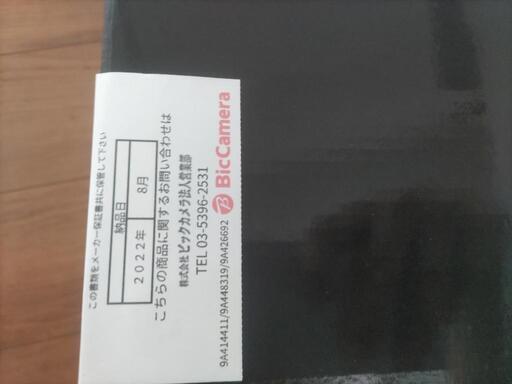 この書類をメーカー保証書共に保管して下さい
納品日
2022年 8月
こちらの商品に関するお問い合わせは
株式会社 ビックカメラ法人営業部
TEL 03-5396-2531
BicCamera
9A414411/9A448319/9A426692